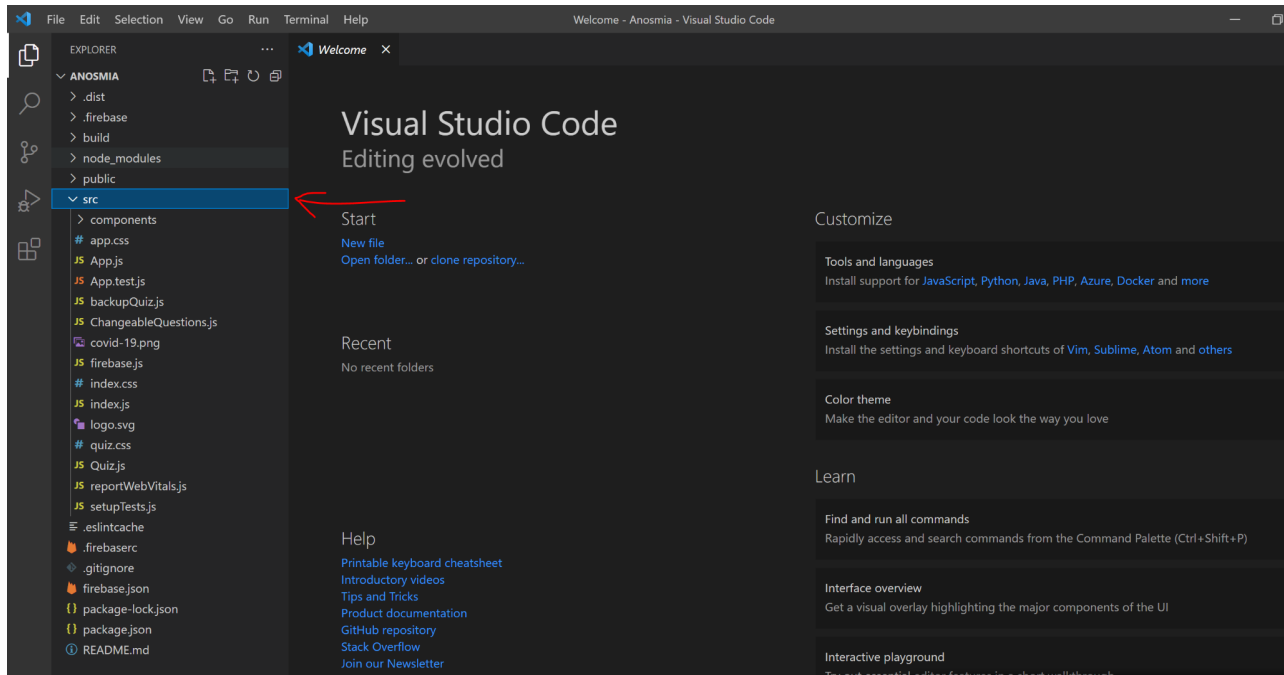 File Edit Selection View Go Run Terminal Help
Welcome - Anosmia - Visual Studio Code
EXPLORER
ANOSMIA
.dist
.firebase
build
node_modules
public
src
components
# app.css
JS App.js
JS App.test.js
JS backupQuiz.js
JS ChangeableQuestions.js
covid-19.png
JS firebase.js
# index.css
JS index.js
logo.svg
# quiz.css
JS Quiz.js
JS reportWebVitals.js
JS setupTests.js
.eslintcache
.firebaserc
.gitignore
firebase.json
{} package-lock.json
{} package.json
README.md
Welcome
Visual Studio Code
Editing evolved
Start
New file
Open folder... or clone repository...
Recent
No recent folders
Help
Printable keyboard cheatsheet
Introductory videos
Tips and Tricks
Product documentation
GitHub repository
Stack Overflow
Join our Newsletter
Customize
Tools and languages
Install support for JavaScript, Python, Java, PHP, Azure, Docker and more
Settings and keybindings
Install the settings and keyboard shortcuts of Vim, Sublime, Atom and others
Color theme
Make the editor and your code look the way you love
Learn
Find and run all commands
Rapidly access and search commands from the Command Palette (Ctrl+Shift+P)
Interface overview
Get a visual overlay highlighting the major components of the UI
Interactive playground